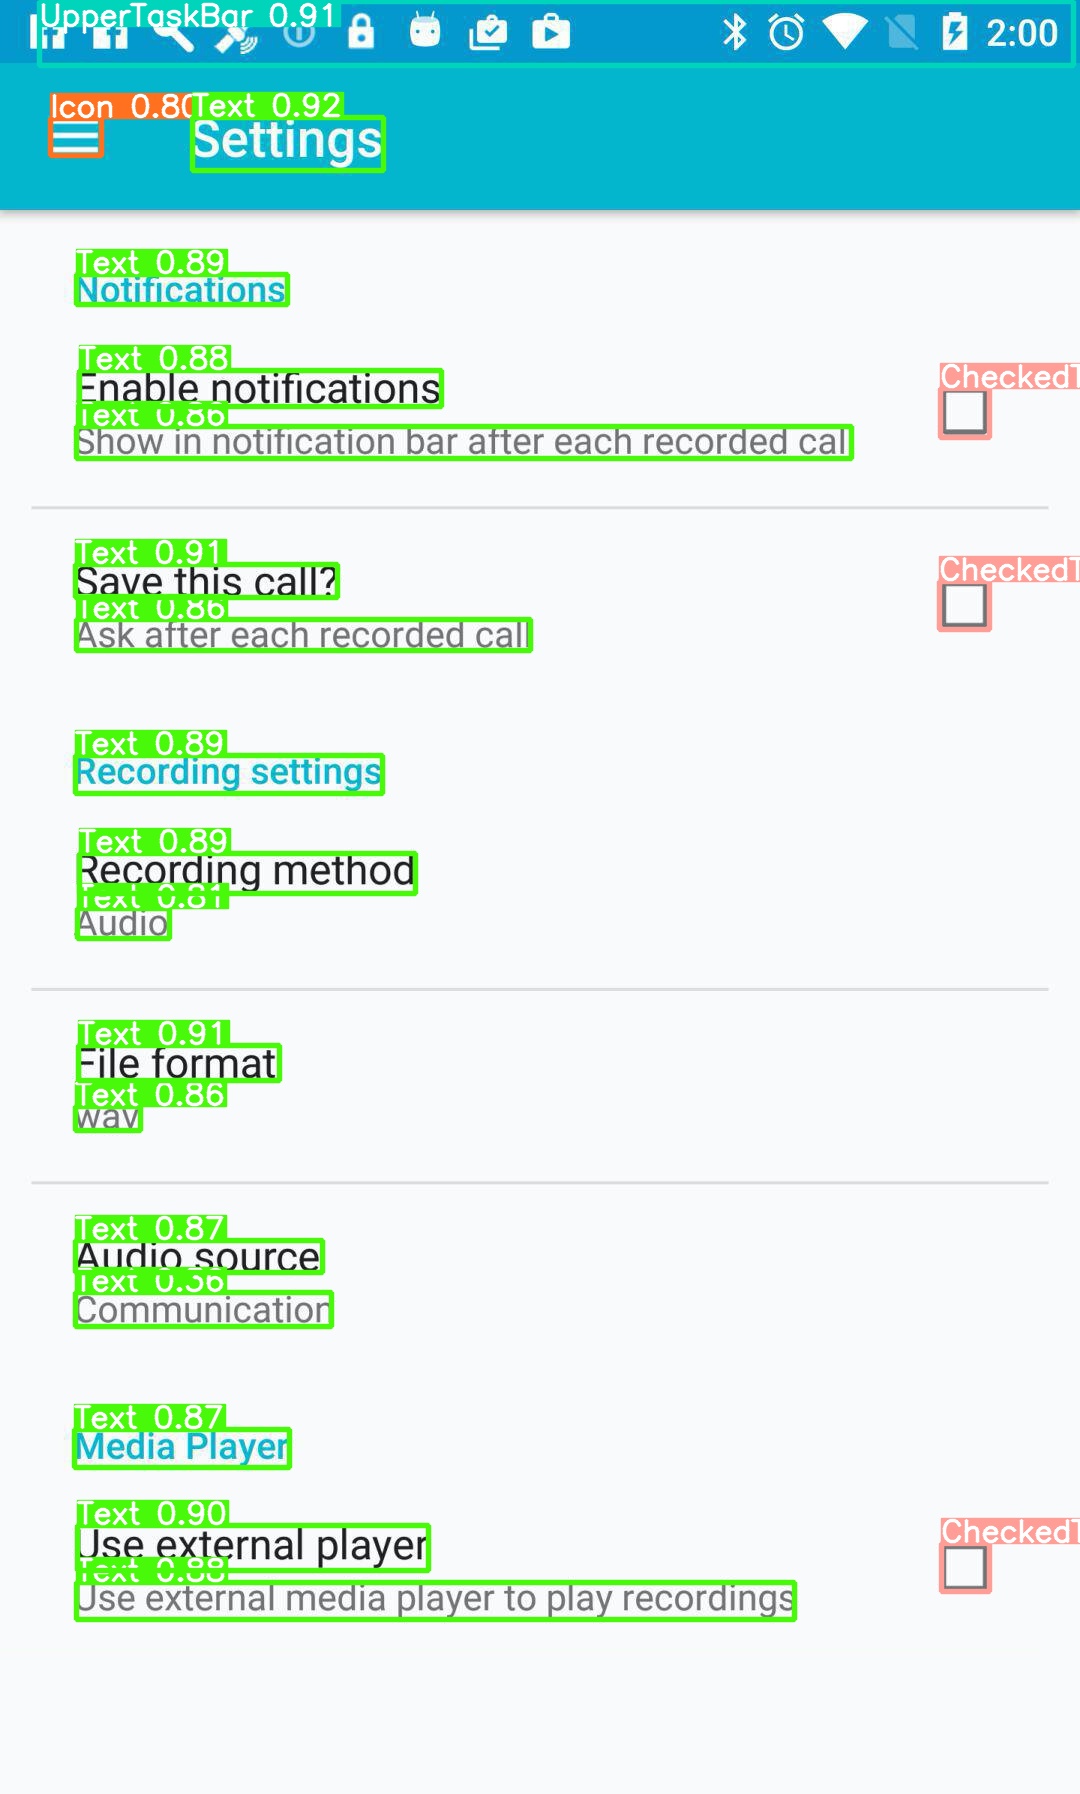 UpperTaskBar 0.91
2:00
Icon 0.80
Text 0.92
Settings
Text 0.89
Notifications
Text 0.88
Enable notifications
CheckedT
Text 0.86
Show in notification bar after each recorded call
Text 0.91
Save this call?
CheckedT
Text 0.86
Ask after each recorded call
Text 0.89
Recording settings
Text 0.89
Recording method
Text 0.81
Audio
Text 0.91
File format
Text 0.86
wav
Text 0.87
Audio source
Text 0.36
Communication
Text 0.87
Media Player
Text 0.90
Use external player
CheckedT
Text 0.88
Use external media player to play recordings